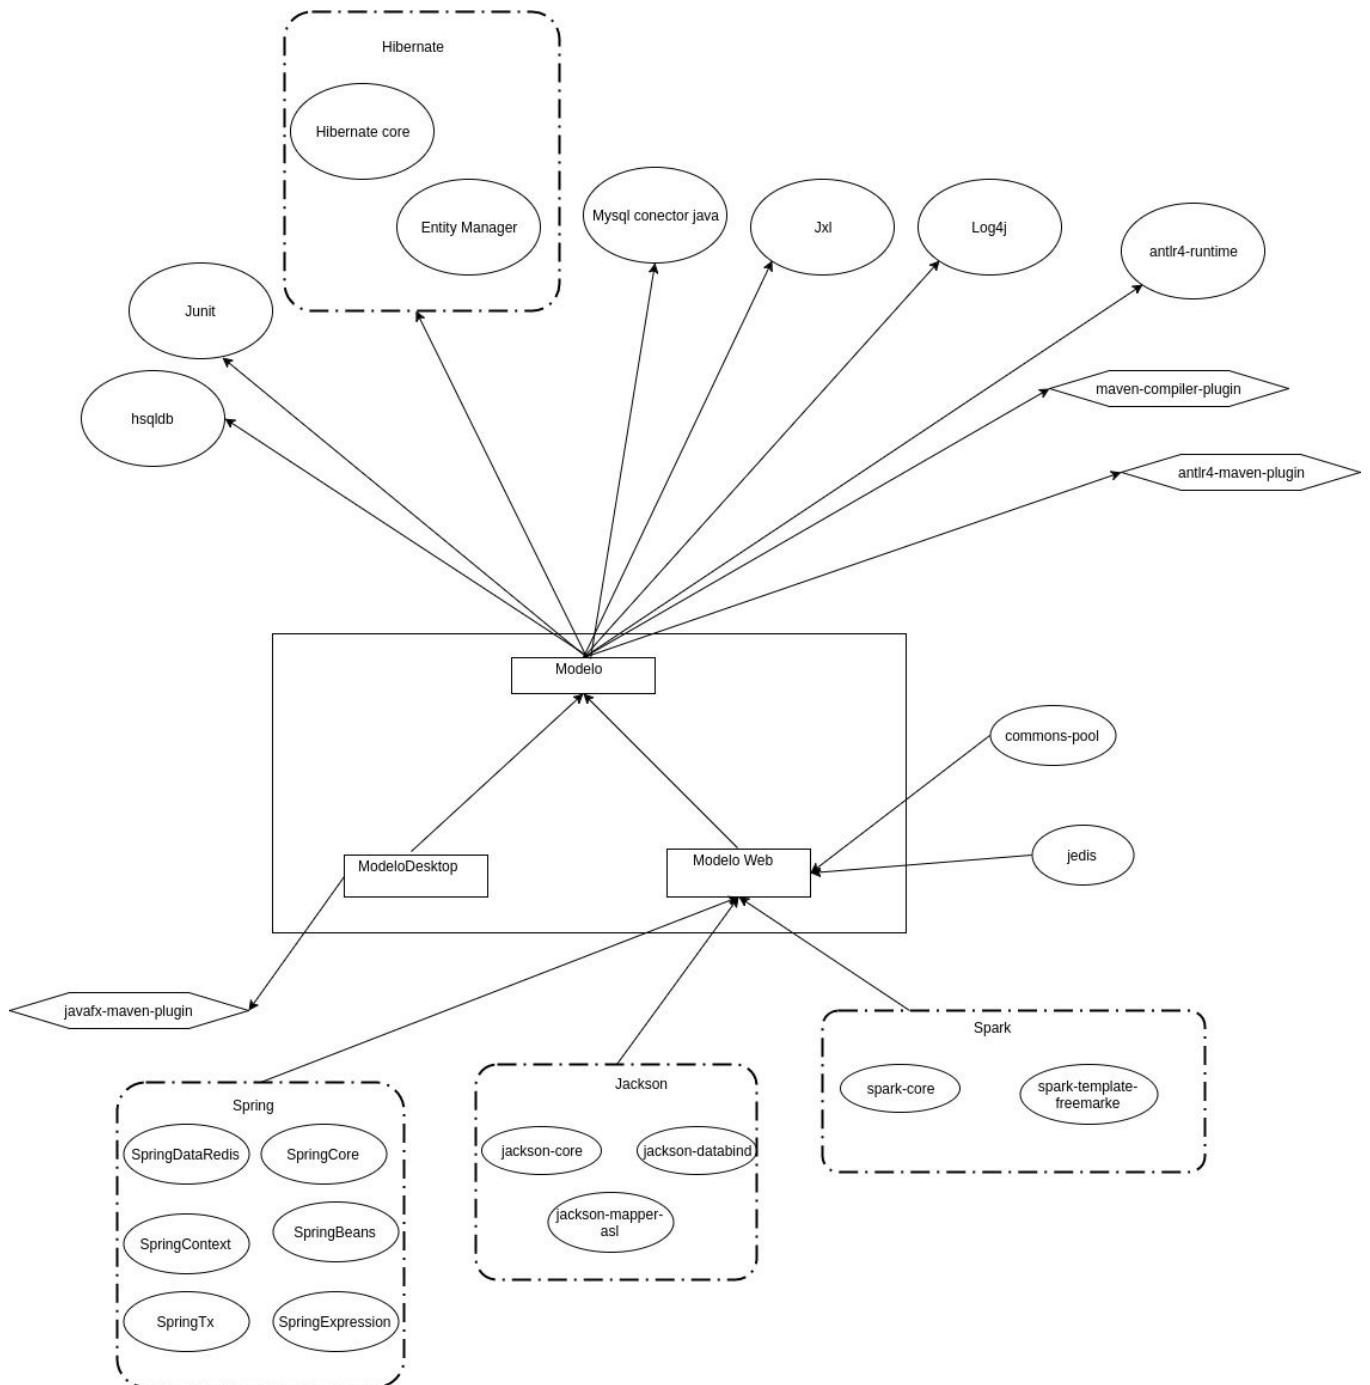 Hibernate
Hibernate core
Entity Manager
Mysql conector java
Jxl
Log4j
antlr4-runtime
Junit
hsqldb
maven-compiler-plugin
antlr4-maven-plugin
Modelo
commons-pool
ModeloDesktop
Modelo Web
jedis
javafx-maven-plugin
Spark
spark-core
spark-template-
freemarke
Jackson
jackson-core
jackson-databind
jackson-mapper-
asl
Spring
SpringDataRedis
SpringCore
SpringContext
SpringBeans
SpringTx
SpringExpression